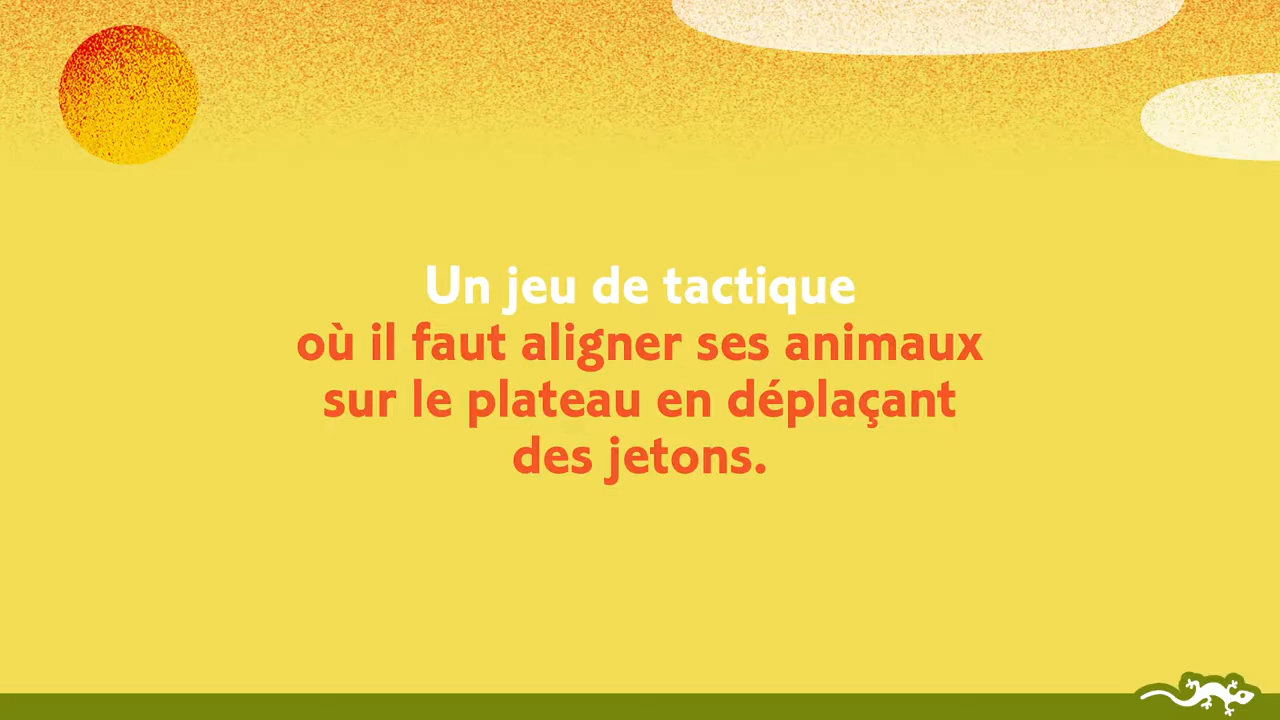 Un jeu de tactique
où il faut aligner ses animaux
sur le plateau en déplaçant
des jetons.